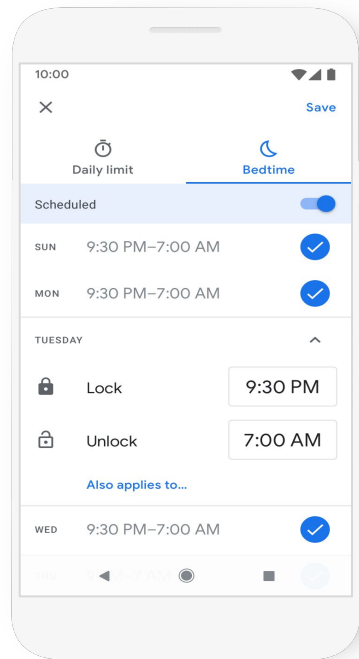 10:00
Save
Daily limit
Bedtime
Scheduled
SUN 9:30 PM–7:00 AM
MON 9:30 PM–7:00 AM
TUESDAY
Lock 9:30 PM
Unlock 7:00 AM
Also applies to...
WED 9:30 PM–7:00 AM